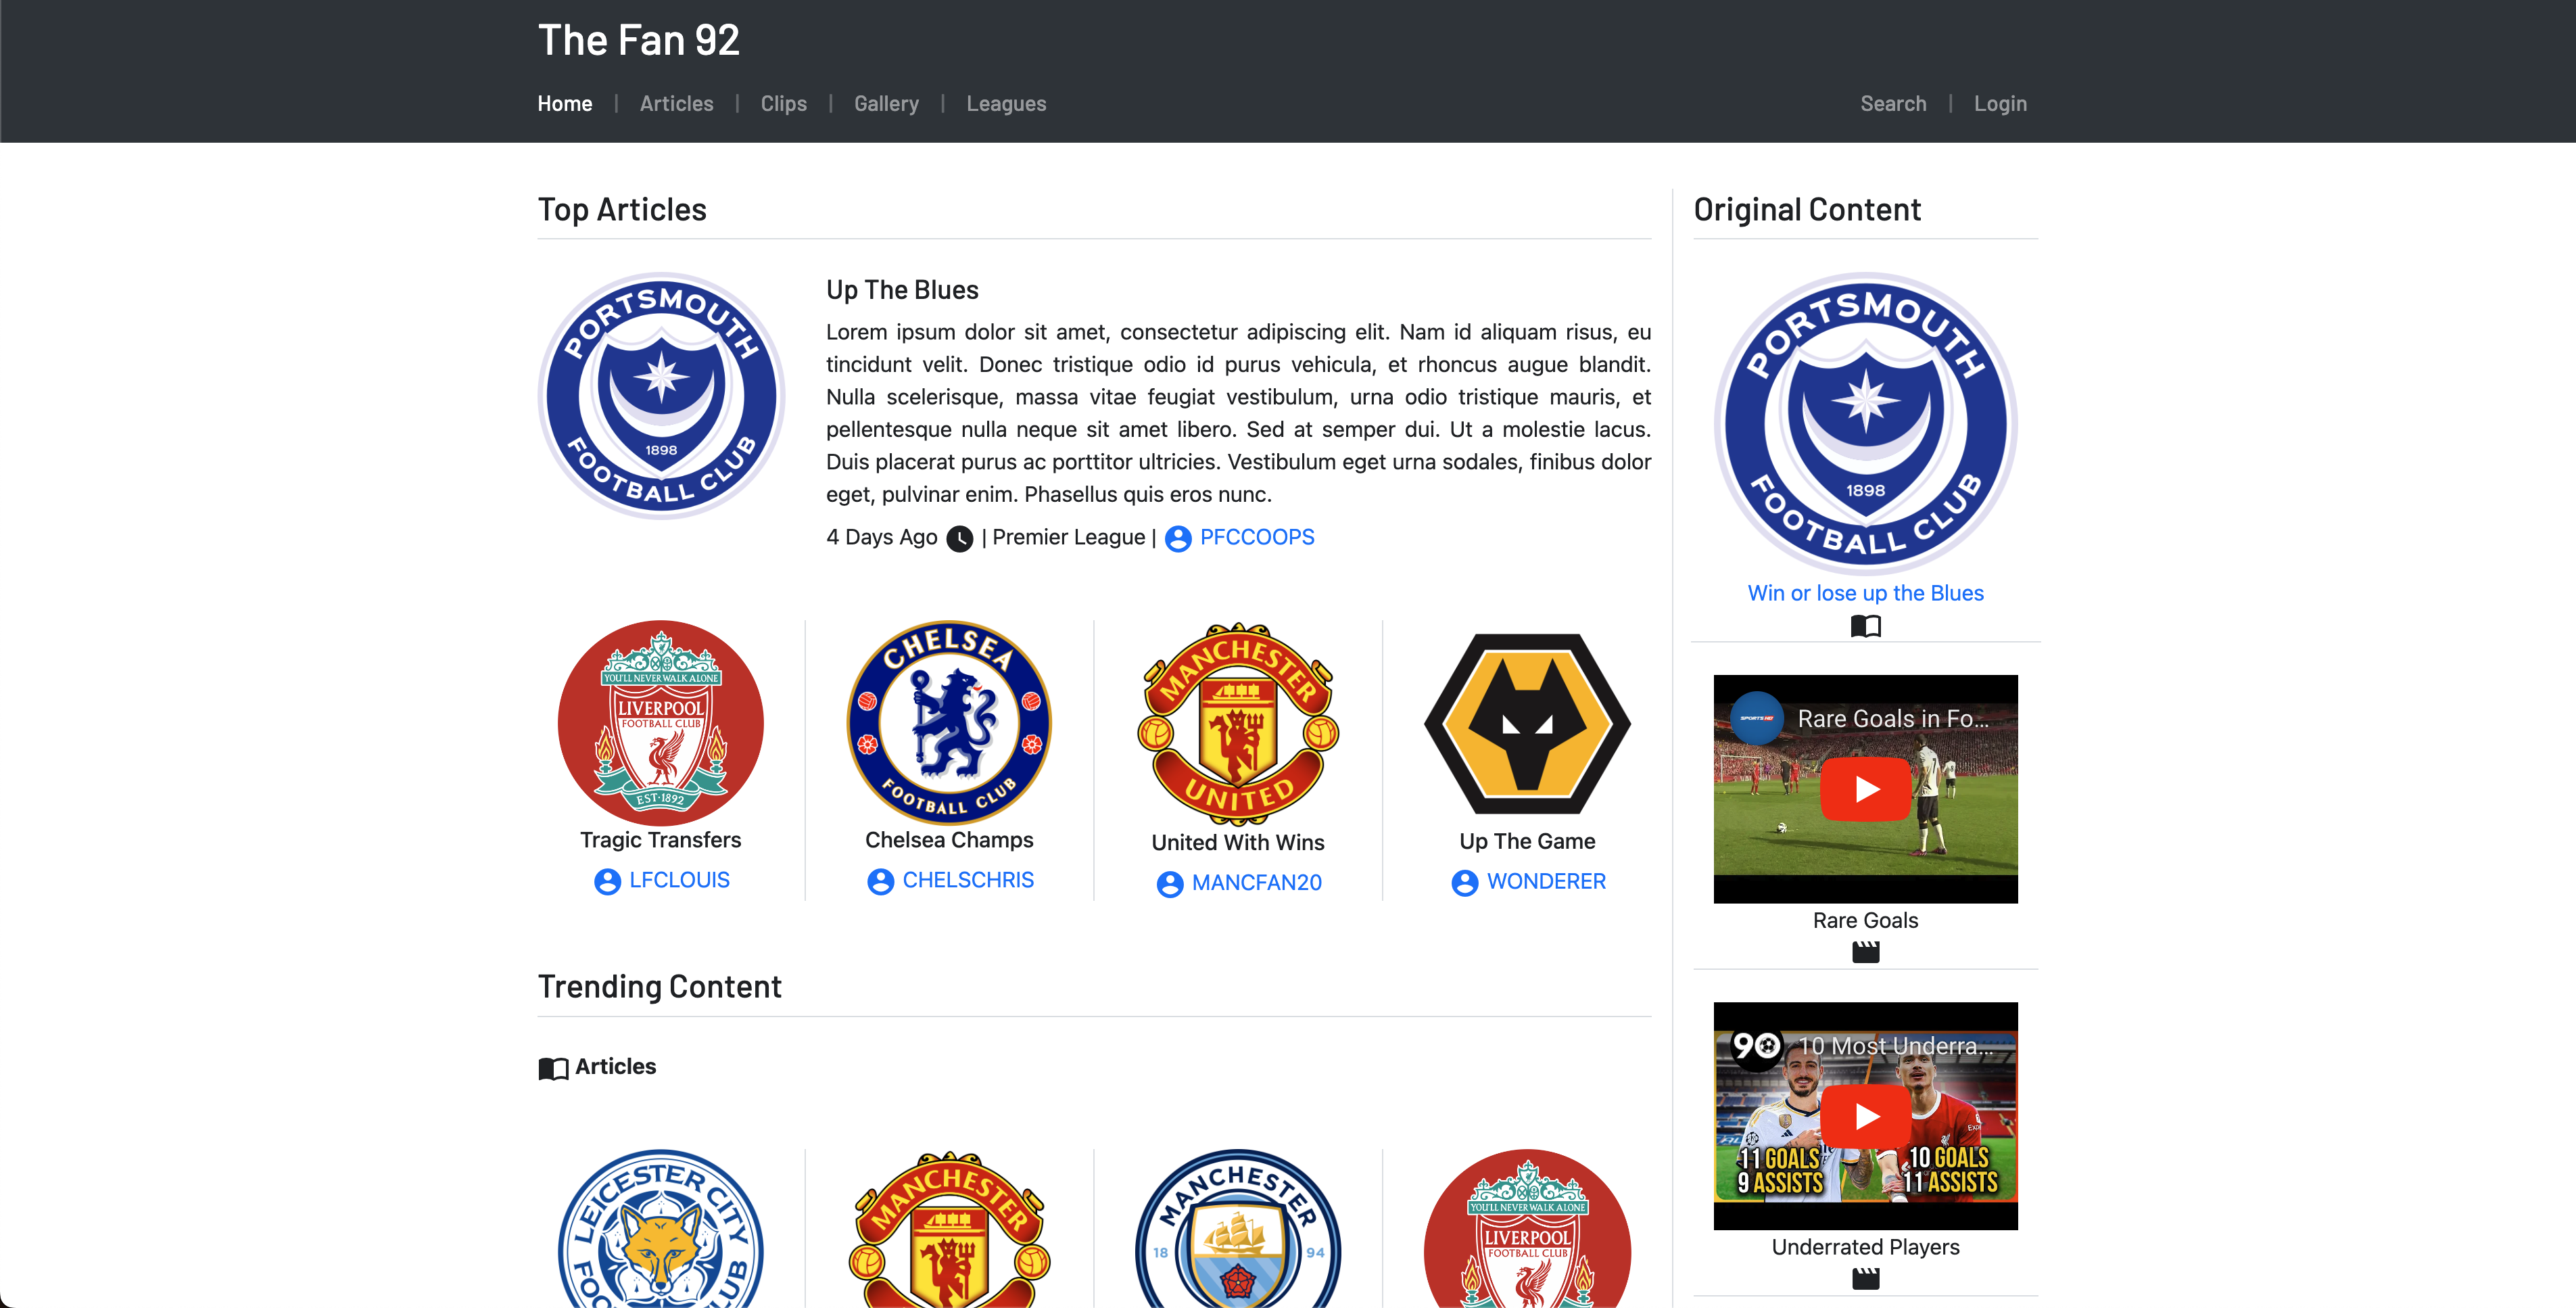 The Fan 92
Home | Articles | Clips | Gallery | Leagues
Search | Login
Top Articles
PORTSMOUTH
1898
FOOTBALL CLUB
Up The Blues
Lorem ipsum dolor sit amet, consectetur adipiscing elit. Nam id aliquam risus, eu
tincidunt velit. Donec tristique odio id purus vehicula, et rhoncus augue blandit.
Nulla scelerisque, massa vitae feugiat vestibulum, urna odio tristique mauris, et
pellentesque nulla neque sit amet libero. Sed at semper dui. Ut a molestie lacus.
Duis placerat purus ac porttitor ultricies. Vestibulum eget urna sodales, finibus dolor
eget, pulvinar enim. Phasellus quis eros nunc.
4 Days Ago | Premier League | PFCCOOPS
YOU'LL NEVER WALK ALONE
LIVERPOOL
FOOTBALL CLUB
EST·1892
Tragic Transfers
LFCLOUIS
CHELSEA
FOOTBALL CLUB
Chelsea Champs
CHELSCHRIS
MANCHESTER
UNITED
United With Wins
MANCFAN20
Up The Game
WONDERER
Trending Content
Articles
LEICESTER CITY
MANCHESTER
MANCHESTER
18 94
YOU'LL NEVER WALK ALONE
LIVERPOOL
FOOTBALL CLUB
Original Content
PORTSMOUTH
1898
FOOTBALL CLUB
Win or lose up the Blues
SPORTS HD
Rare Goals in Fo...
7
Rare Goals
90
10 Most Underra...
11 GOALS
9 ASSISTS
10 GOALS
11 ASSISTS
Underrated Players